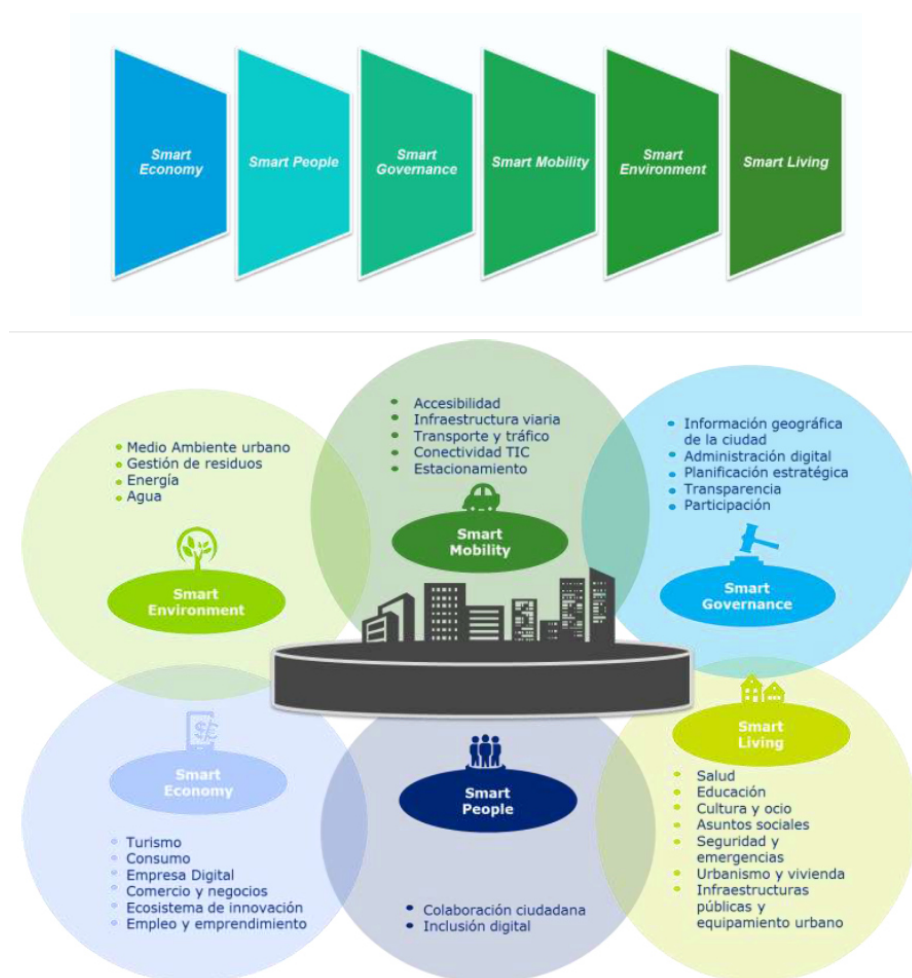 Smart
Economy
Smart People
Smart
Governance
Smart Mobility
Smart
Environment
Smart Living
Medio Ambiente urbano
Gestión de residuos
Energía
Agua
Smart
Environment
Accesibilidad
Infraestructura viaria
Transporte y tráfico
Conectividad TIC
Estacionamiento
Smart
Mobility
Información geográfica
de la ciudad
Administración digital
Planificación estratégica
Transparencia
Participación
Smart
Governance
$€
Smart
Economy
Turismo
Consumo
Empresa Digital
Comercio y negocios
Ecosistema de innovación
Empleo y emprendimiento
Smart
People
Colaboración ciudadana
Inclusión digital
Smart
Living
Salud
Educación
Cultura y ocio
Asuntos sociales
Seguridad y
emergencias
Urbanismo y vivienda
Infraestructuras
públicas y
equipamiento urbano